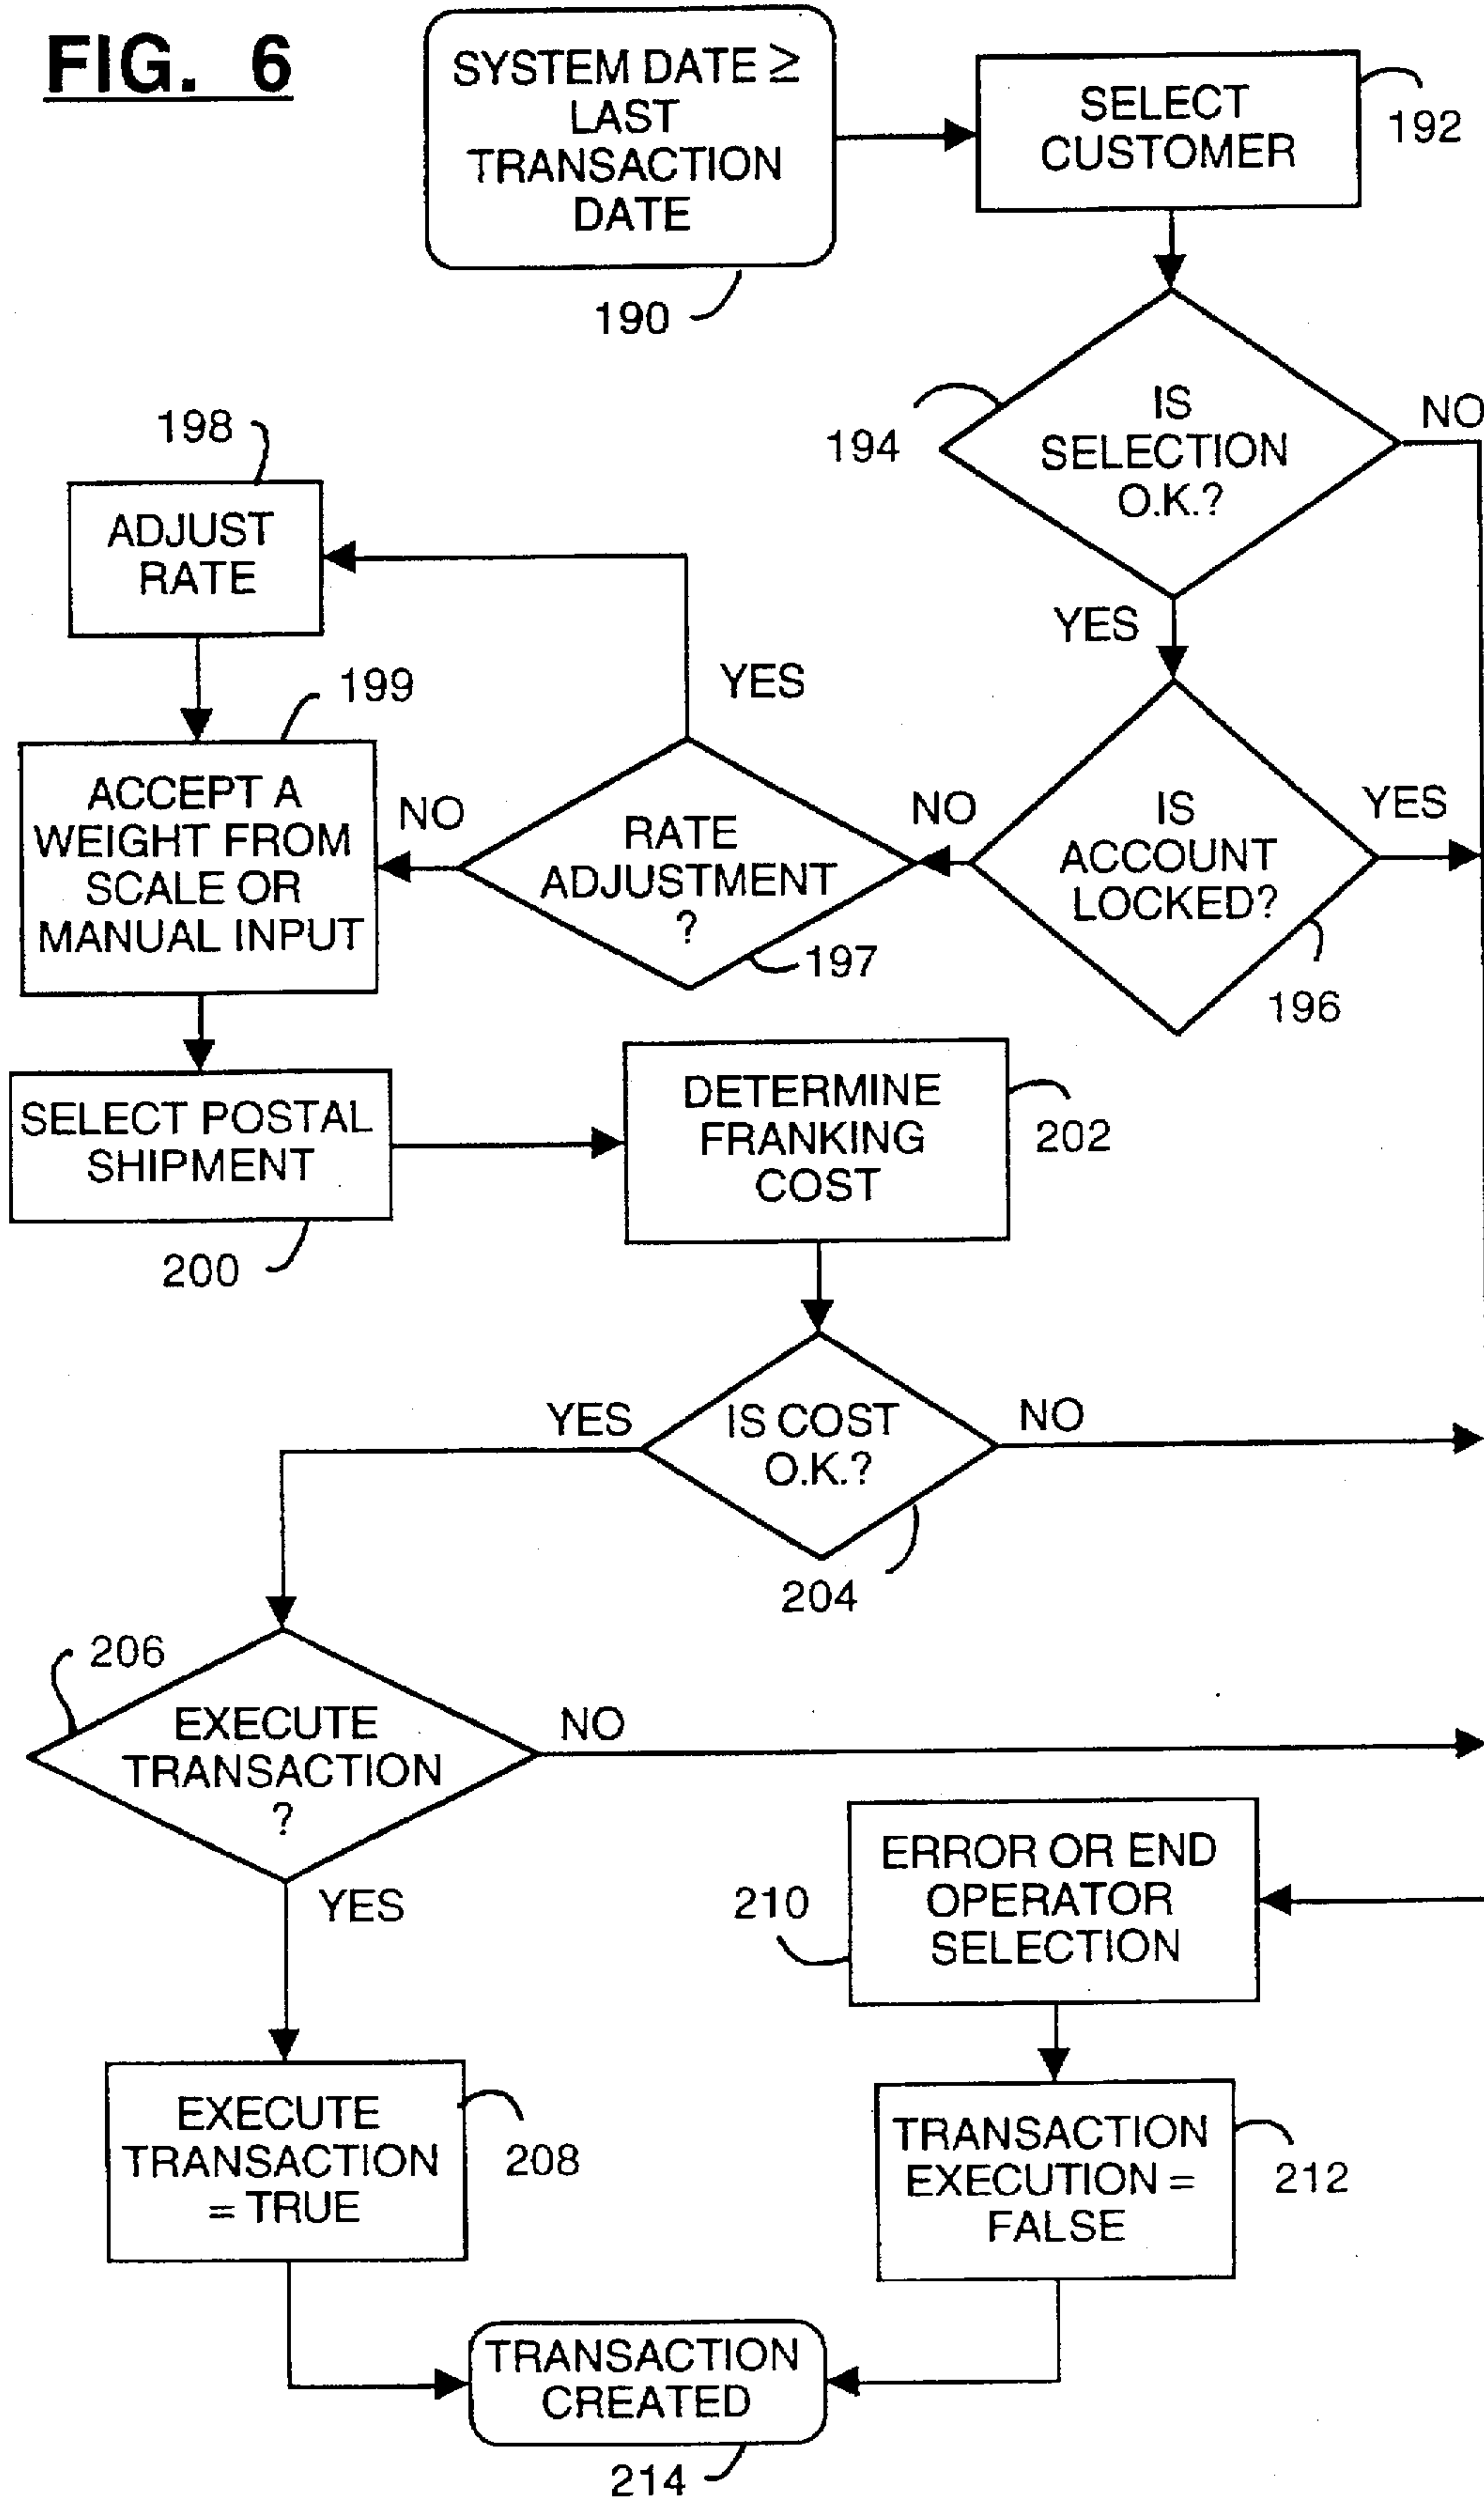 FIG. 6
SYSTEM DATE ≥
LAST
TRANSACTION
DATE
190
SELECT
CUSTOMER
192
IS
SELECTION
O.K.?
194
NO
YES
198
ADJUST
RATE
YES
199
ACCEPT A
WEIGHT FROM
SCALE OR
MANUAL INPUT
NO
RATE
ADJUSTMENT
?
197
NO
IS
ACCOUNT
LOCKED?
YES
196
SELECT POSTAL
SHIPMENT
200
DETERMINE
FRANKING
COST
202
YES
IS COST
O.K.?
NO
204
206
EXECUTE
TRANSACTION
?
NO
YES
210
ERROR OR END
OPERATOR
SELECTION
EXECUTE
TRANSACTION
= TRUE
208
TRANSACTION
EXECUTION =
FALSE
212
TRANSACTION
CREATED
214